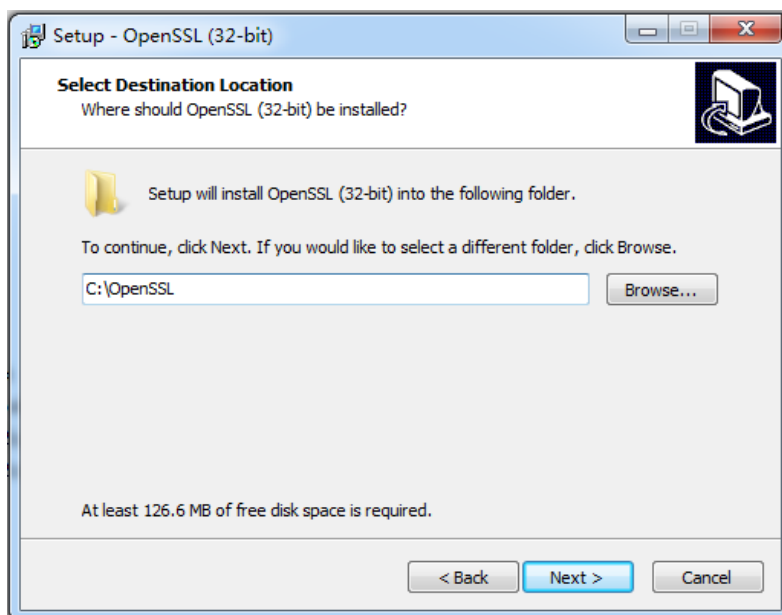 Setup - OpenSSL (32-bit)
Select Destination Location
Where should OpenSSL (32-bit) be installed?
Setup will install OpenSSL (32-bit) into the following folder.
To continue, click Next. If you would like to select a different folder, click Browse.
C:\OpenSSL
Browse...
At least 126.6 MB of free disk space is required.
< Back
Next >
Cancel